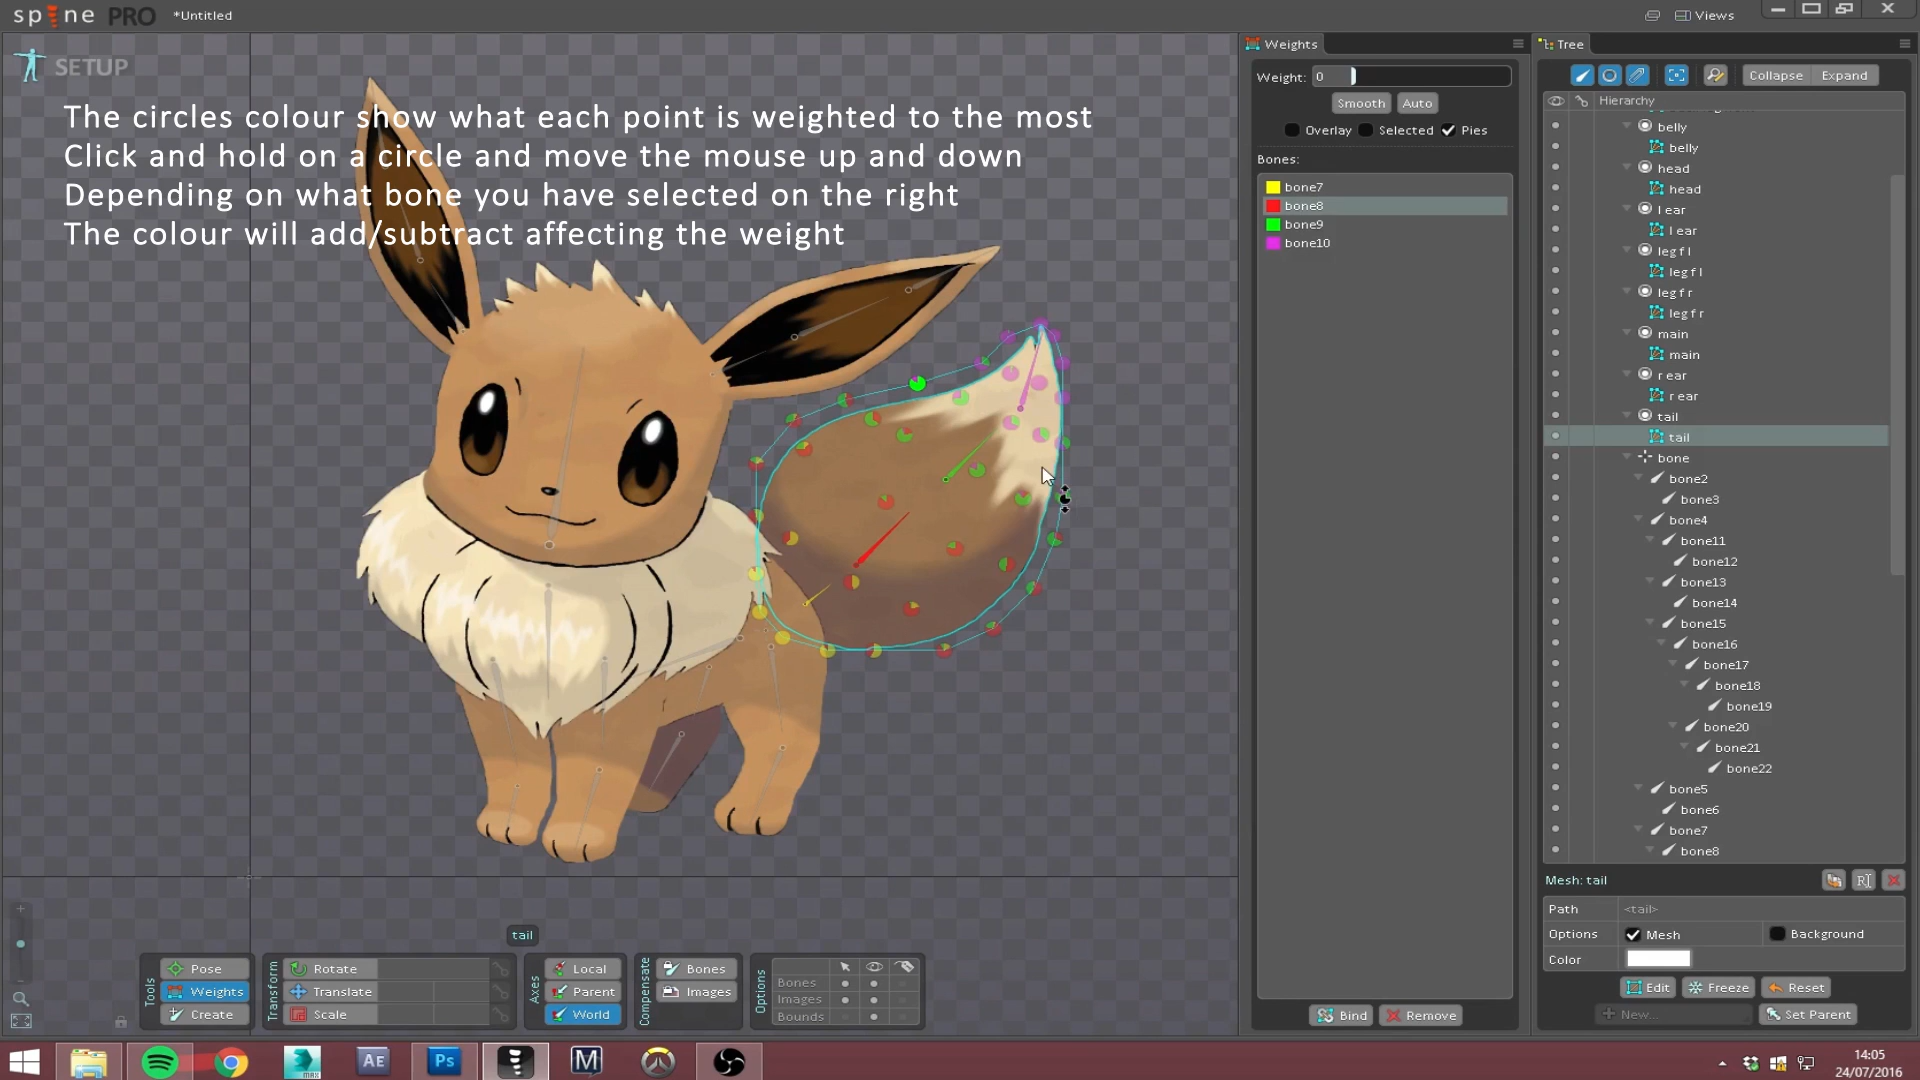 spine PRO *Untitled
Views
SETUP
The circles colour show what each point is weighted to the most
Click and hold on a circle and move the mouse up and down
Depending on what bone you have selected on the right
The colour will add/subtract affecting the weight
Weights
Weight: 0
Smooth Auto
Overlay Selected Pies
Bones:
bone7
bone8
bone9
bone10
Bind Remove
Tree
Collapse Expand
Hierarchy
belly
belly
head
head
l ear
l ear
leg f l
leg f l
leg f r
leg f r
main
main
r ear
r ear
tail
tail
bone
bone2
bone3
bone4
bone11
bone12
bone13
bone14
bone15
bone16
bone17
bone18
bone19
bone20
bone21
bone22
bone5
bone6
bone7
bone8
Mesh: tail
Path <tail>
Options Mesh Background
Color
Edit Freeze Reset
New... Set Parent
tail
Tools
Pose
Weights
Create
Transform
Rotate
Translate
Scale
Axes
Local
Parent
World
Compensate
Bones
Images
Options
Bones
Images
Bounds
MAX
AE
Ps
M
14:05
24/07/2016